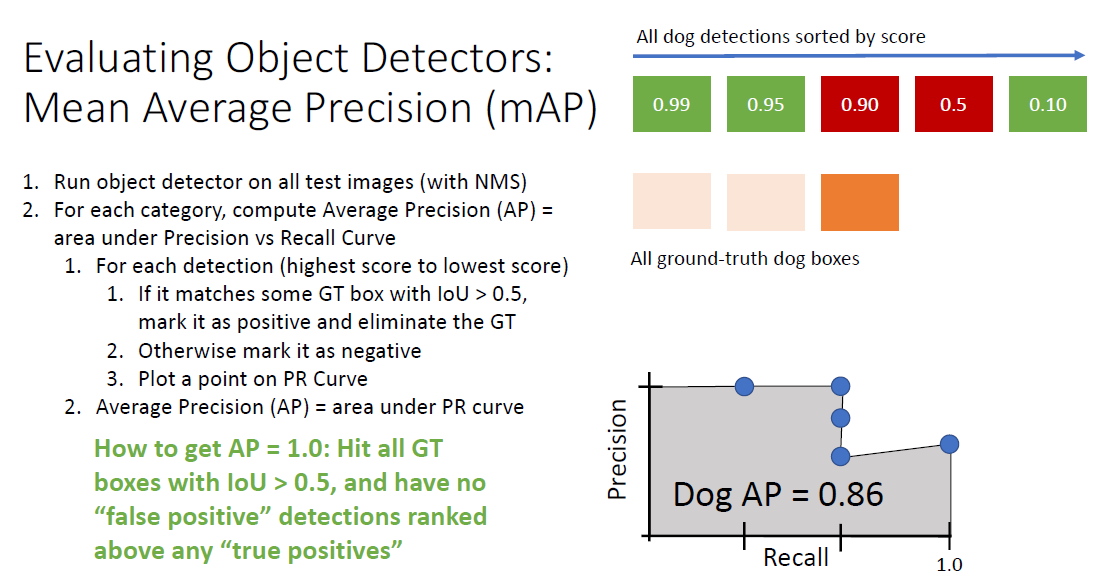 Evaluating Object Detectors:
Mean Average Precision (mAP)
1. Run object detector on all test images (with NMS)
2. For each category, compute Average Precision (AP) =
area under Precision vs Recall Curve
1. For each detection (highest score to lowest score)
1. If it matches some GT box with IoU > 0.5,
mark it as positive and eliminate the GT
2. Otherwise mark it as negative
3. Plot a point on PR Curve
2. Average Precision (AP) = area under PR curve
How to get AP = 1.0: Hit all GT
boxes with IoU > 0.5, and have no
“false positive” detections ranked
above any “true positives”
All dog detections sorted by score
0.99 0.95 0.90 0.5 0.10
All ground-truth dog boxes
Precision
Dog AP = 0.86
Recall
1.0